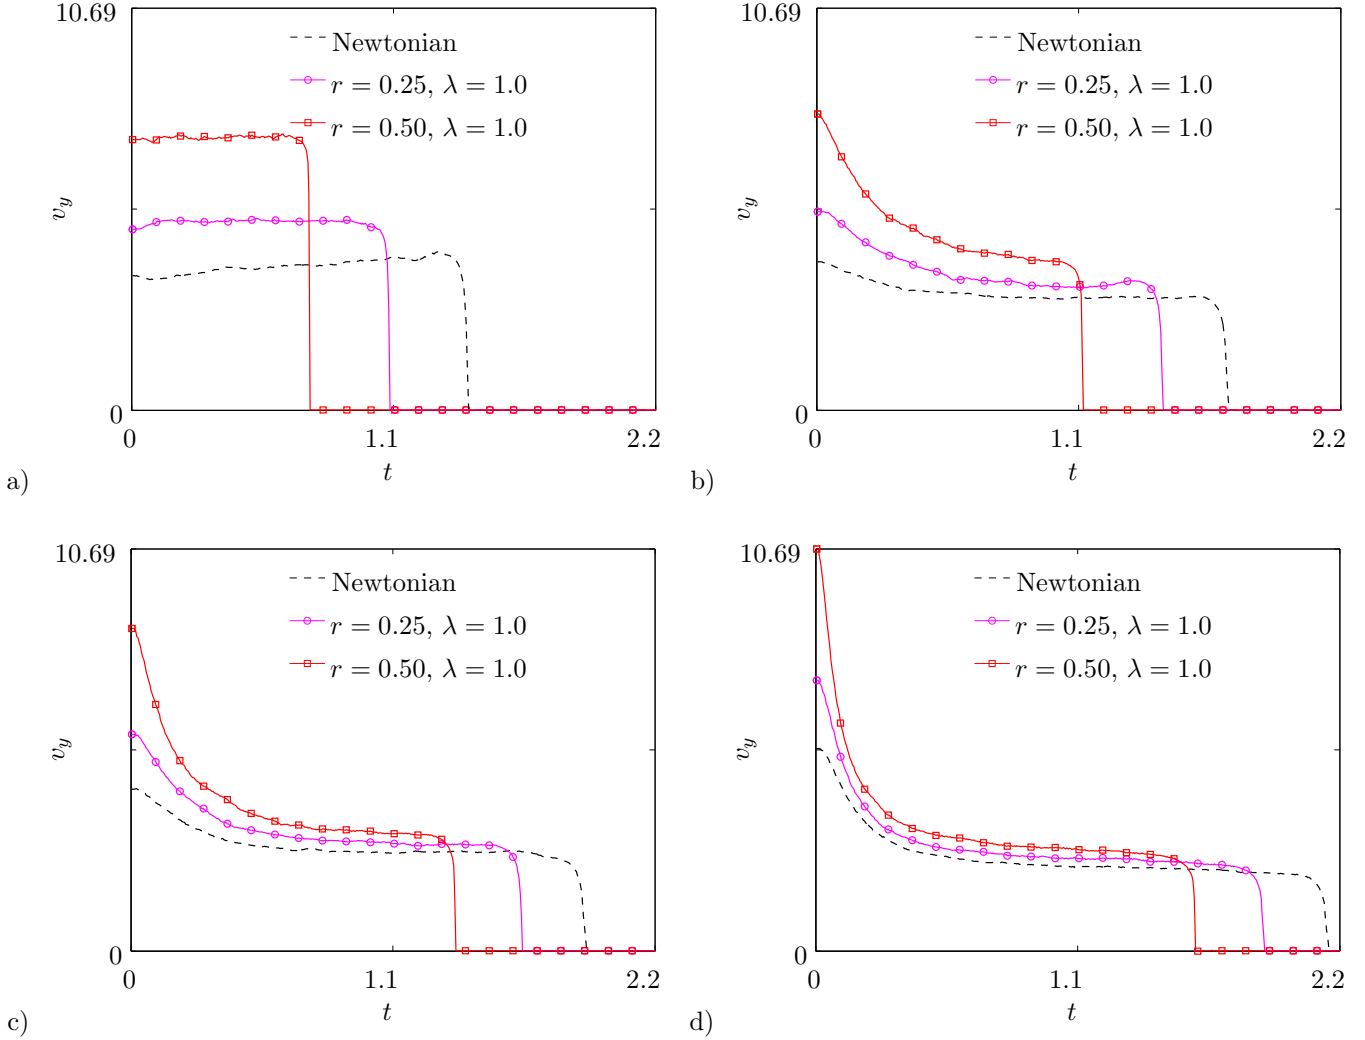 10.69
Newtonian
r = 0.25, λ = 1.0
r = 0.50, λ = 1.0
v_y
0
0 1.1 2.2
t
a)
10.69
Newtonian
r = 0.25, λ = 1.0
r = 0.50, λ = 1.0
v_y
0
0 1.1 2.2
t
b)
10.69
Newtonian
r = 0.25, λ = 1.0
r = 0.50, λ = 1.0
v_y
0
0 1.1 2.2
t
c)
10.69
Newtonian
r = 0.25, λ = 1.0
r = 0.50, λ = 1.0
v_y
0
0 1.1 2.2
t
d)